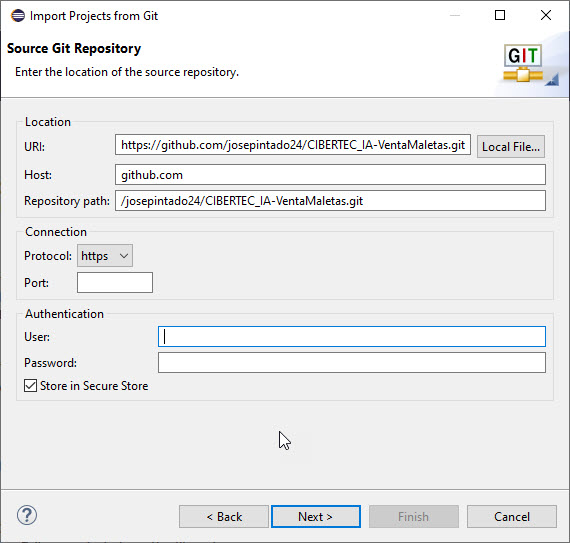 Import Projects from Git
Source Git Repository
Enter the location of the source repository.
GIT
Location
URI: https://github.com/josepintado24/CIBERTEC_IA-VentaMaletas.git Local File...
Host: github.com
Repository path: /josepintado24/CIBERTEC_IA-VentaMaletas.git
Connection
Protocol: https
Port:
Authentication
User:
Password:
Store in Secure Store
? < Back Next > Finish Cancel